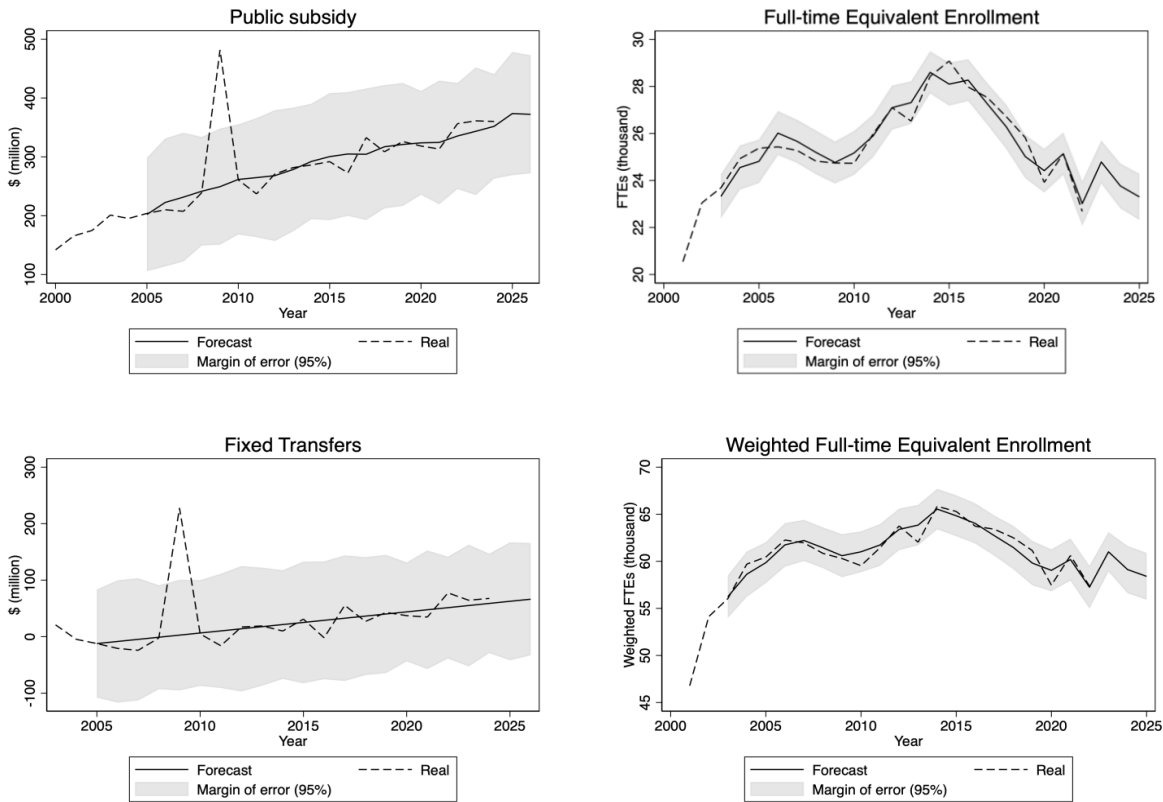 Public subsidy
$ (million)
500
400
300
200
100
2000 2005 2010 2015 2020 2025
Year
Forecast Real
Margin of error (95%)
Full-time Equivalent Enrollment
FTEs (thousand)
30
28
26
24
22
20
2000 2005 2010 2015 2020 2025
Year
Forecast Real
Margin of error (95%)
Fixed Transfers
$ (million)
300
200
100
0
-100
2005 2010 2015 2020 2025
Year
Forecast Real
Margin of error (95%)
Weighted Full-time Equivalent Enrollment
Weighted FTEs (thousand)
70
65
60
55
50
45
2000 2005 2010 2015 2020 2025
Year
Forecast Real
Margin of error (95%)